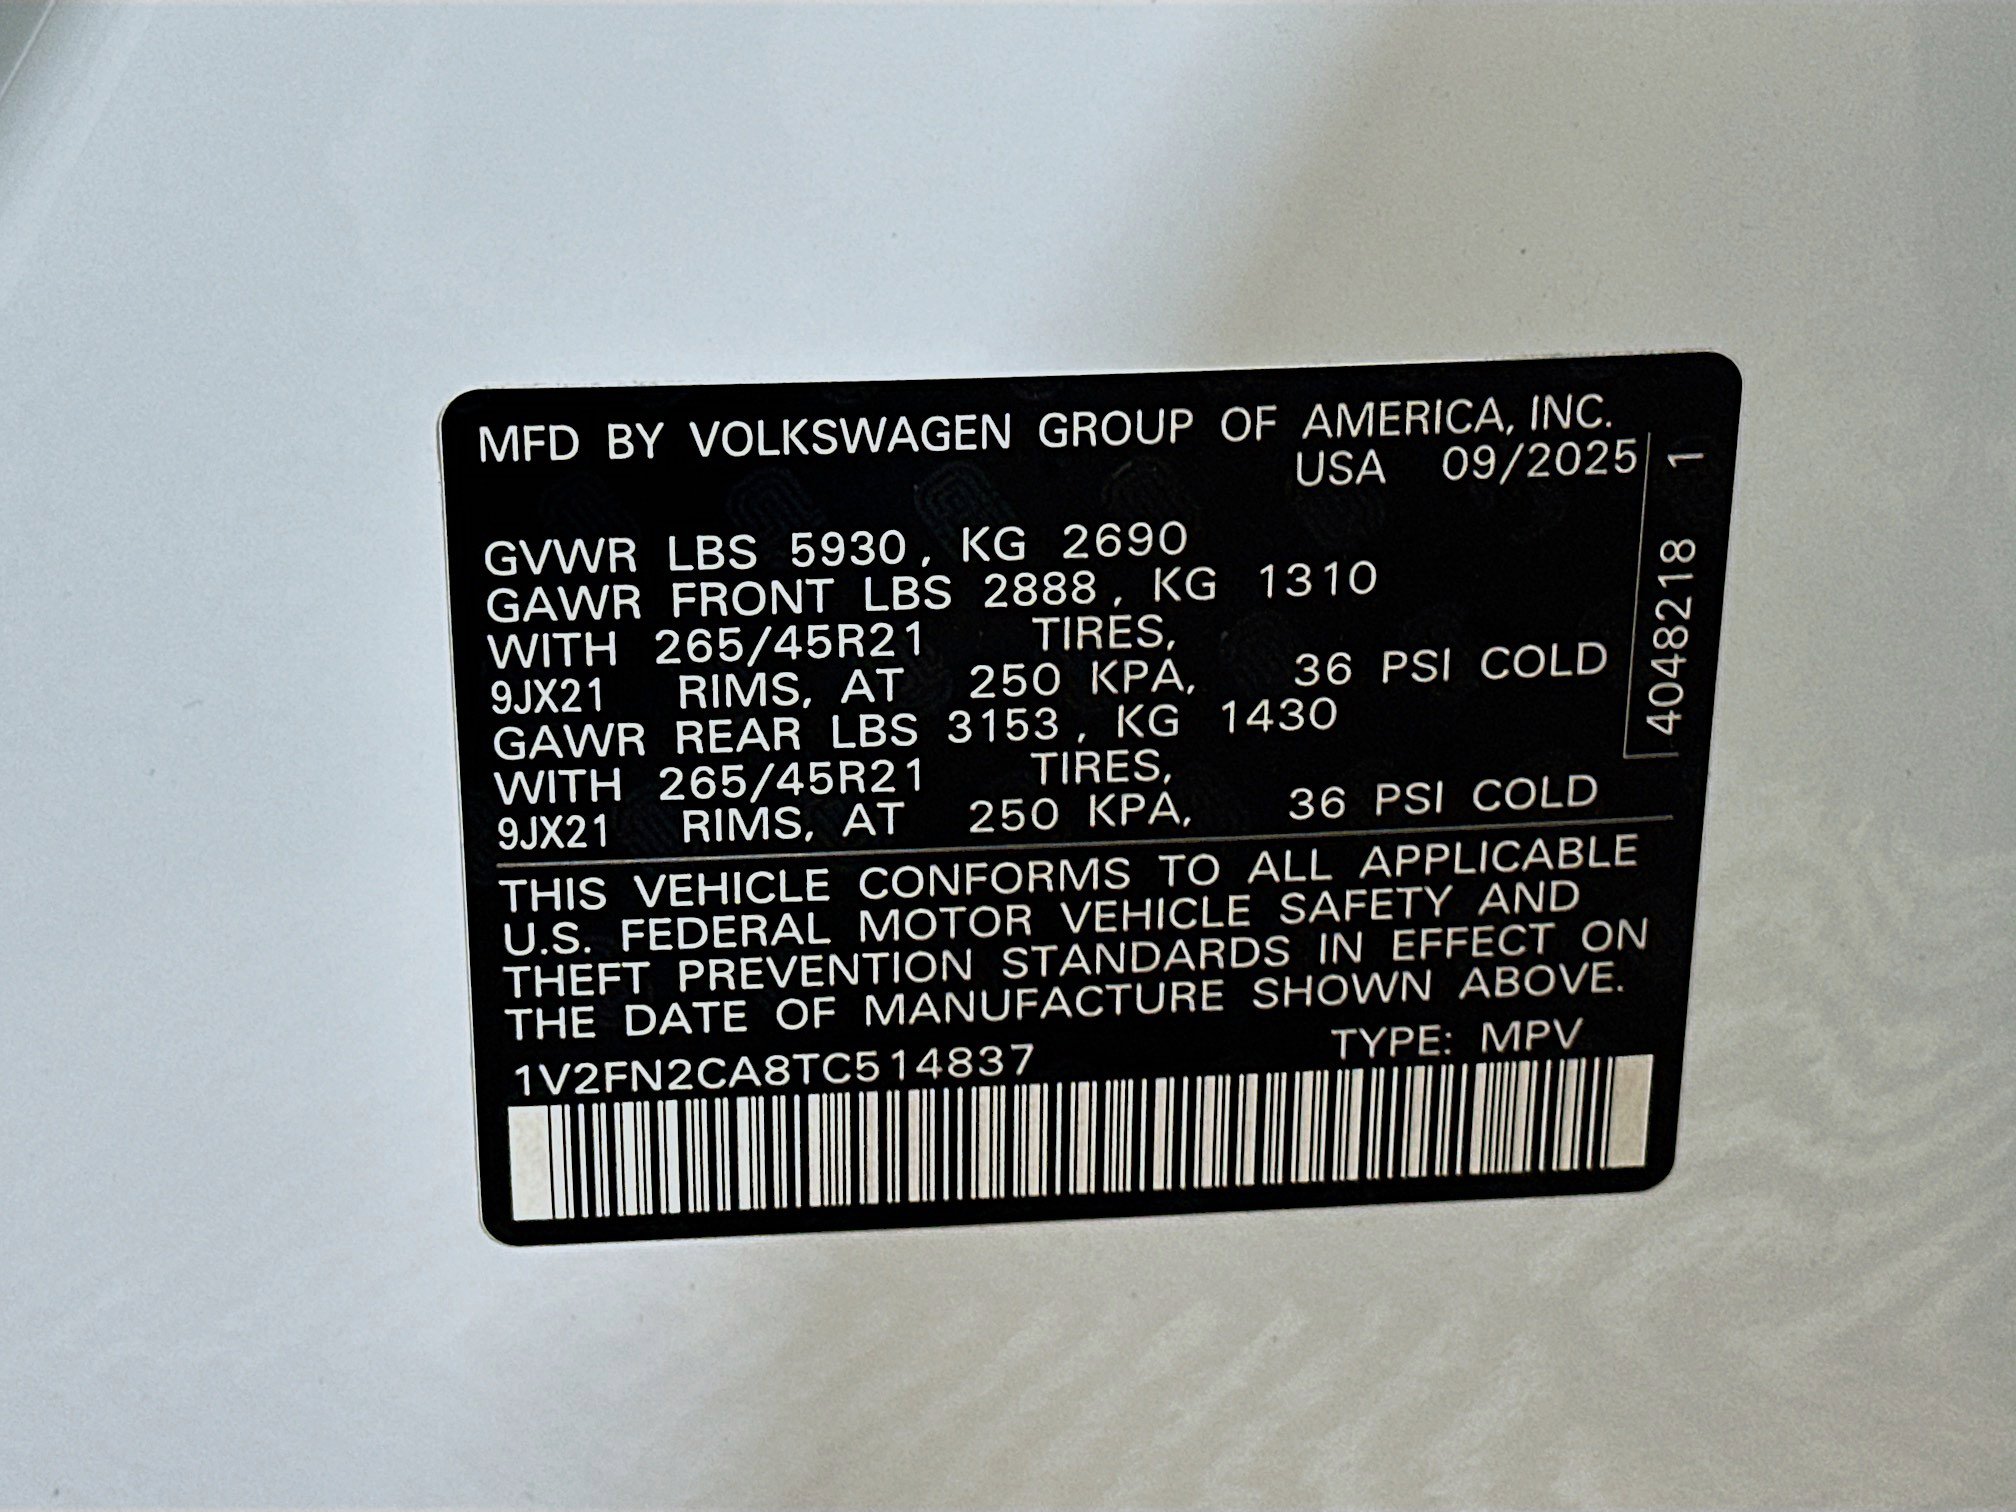 MFD BY VOLKSWAGEN GROUP OF AMERICA, INC.
USA 09/2025
GVWR LBS 5930, KG 2690
GAWR FRONT LBS 2888, KG 1310
WITH 265/45R21 TIRES,
9JX21 RIMS, AT 250 KPA, 36 PSI COLD
GAWR REAR LBS 3153, KG 1430
WITH 265/45R21 TIRES,
9JX21 RIMS, AT 250 KPA, 36 PSI COLD
THIS VEHICLE CONFORMS TO ALL APPLICABLE
U.S. FEDERAL MOTOR VEHICLE SAFETY AND
THEFT PREVENTION STANDARDS IN EFFECT ON
THE DATE OF MANUFACTURE SHOWN ABOVE.
1V2FN2CA8TC514837 TYPE: MPV
4048218 1